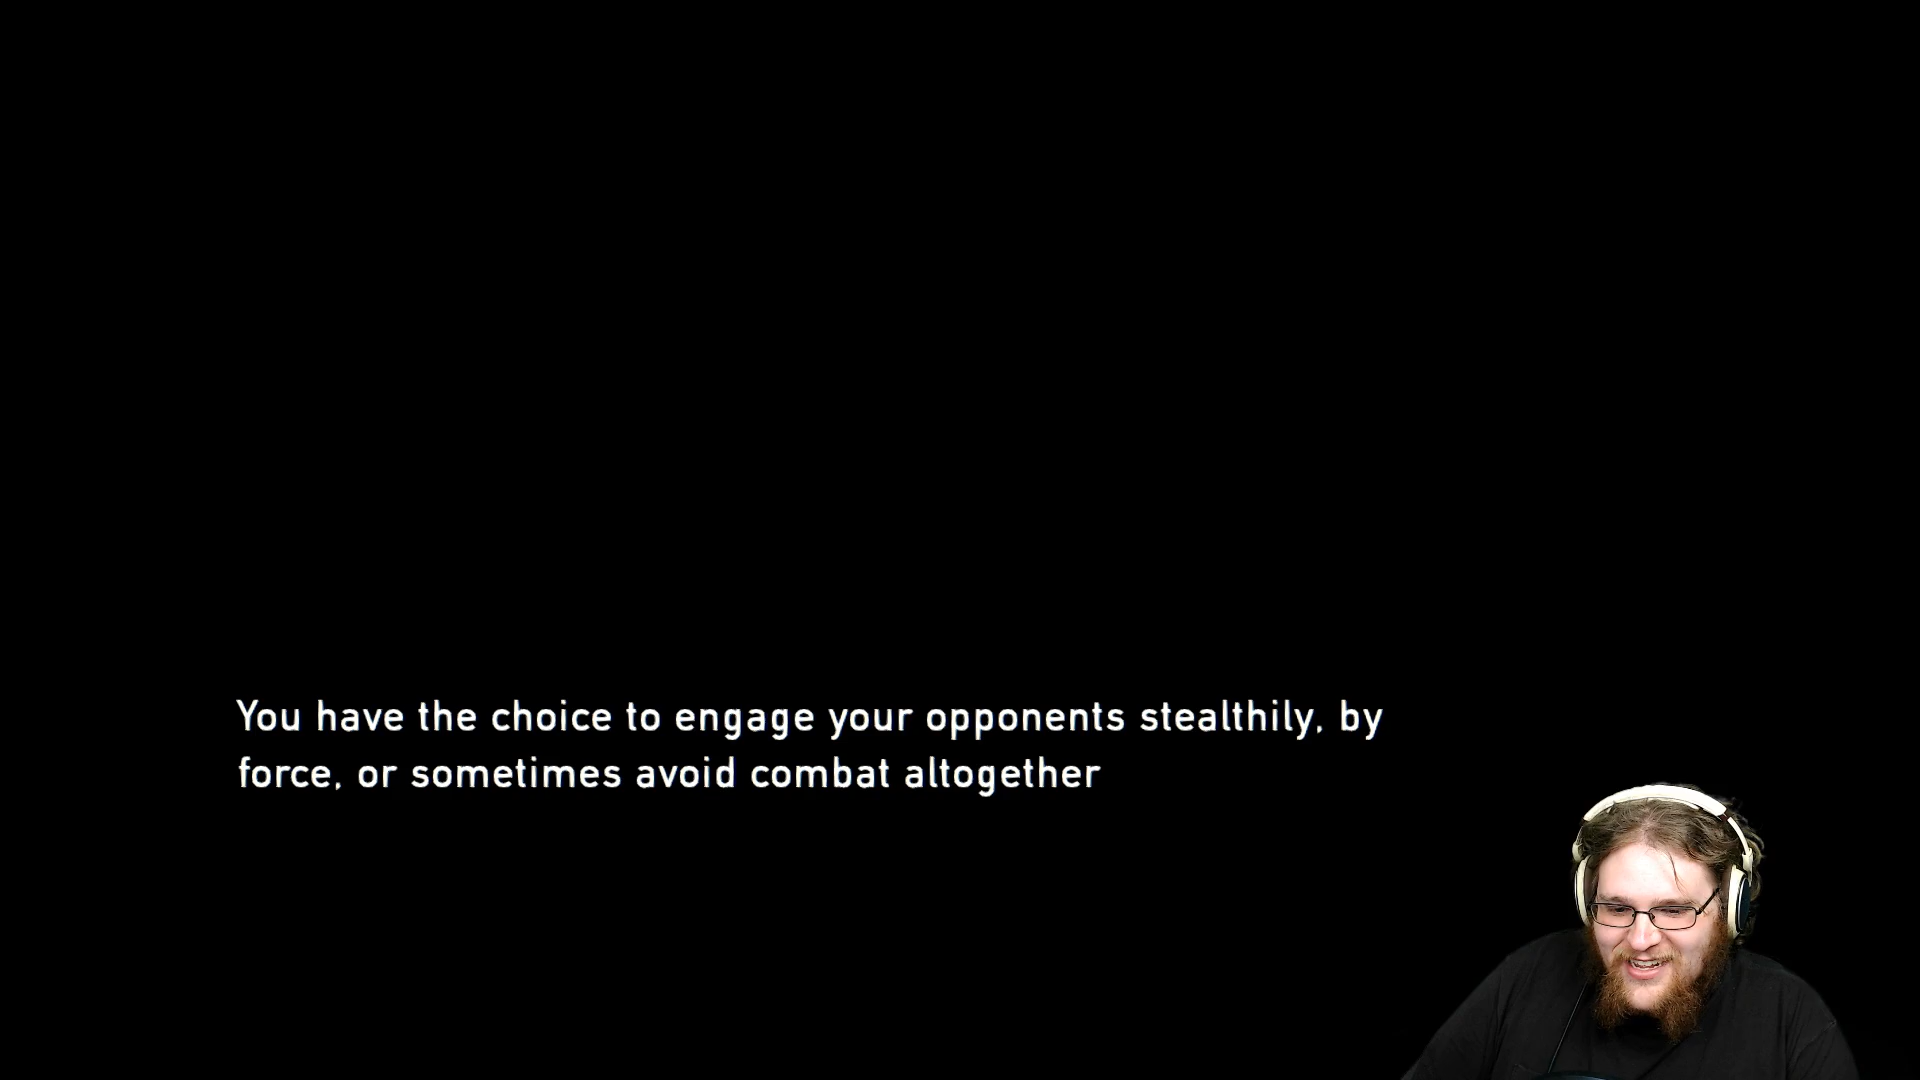 You have the choice to engage your opponents stealthily, by
force, or sometimes avoid combat altogether